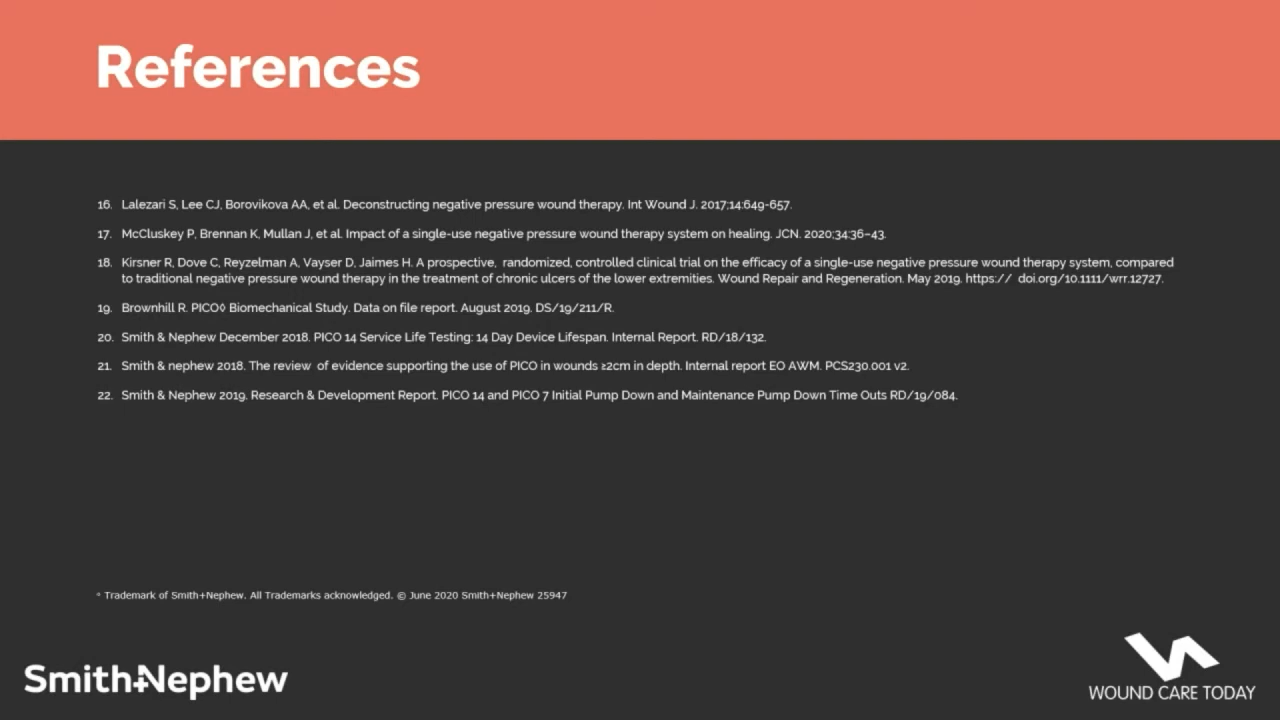 References
16. Lalezari S, Lee CJ, Borovikova AA, et al. Deconstructing negative pressure wound therapy. Int Wound J. 2017;14:649-657.
17. McCluskey P, Brennan K, Mullan J, et al. Impact of a single-use negative pressure wound therapy system on healing. JCN. 2020;34:36–43.
18. Kirsner R, Dove C, Reyzelman A, Vayser D, Jaimes H. A prospective, randomized, controlled clinical trial on the efficacy of a single-use negative pressure wound therapy system, compared
to traditional negative pressure wound therapy in the treatment of chronic ulcers of the lower extremities. Wound Repair and Regeneration. May 2019. https:// doi.org/10.1111/wrr.12727.
19. Brownhill R. PICO◊ Biomechanical Study. Data on file report. August 2019. DS/19/211/R.
20. Smith & Nephew December 2018. PICO 14 Service Life Testing: 14 Day Device Lifespan. Internal Report. RD/18/132.
21. Smith & nephew 2018. The review of evidence supporting the use of PICO in wounds ≥2cm in depth. Internal report EO AWM. PCS230.001 v2.
22. Smith & Nephew 2019. Research & Development Report. PICO 14 and PICO 7 Initial Pump Down and Maintenance Pump Down Time Outs RD/19/084.
◊ Trademark of Smith+Nephew. All Trademarks acknowledged. © June 2020 Smith+Nephew 25947
Smith+Nephew
WOUND CARE TODAY